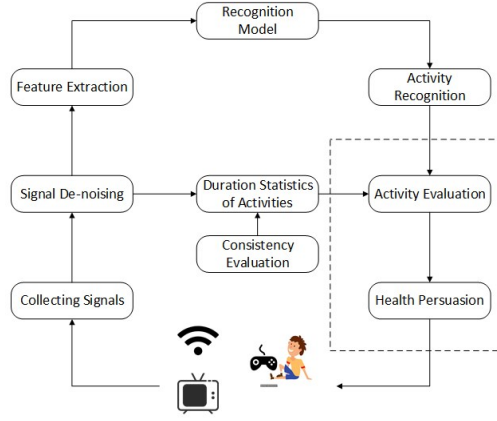 Recognition
Model
Feature Extraction
Activity
Recognition
Signal De-noising
Duration Statistics
of Activities
Activity Evaluation
Consistency
Evaluation
Collecting Signals
Health Persuasion